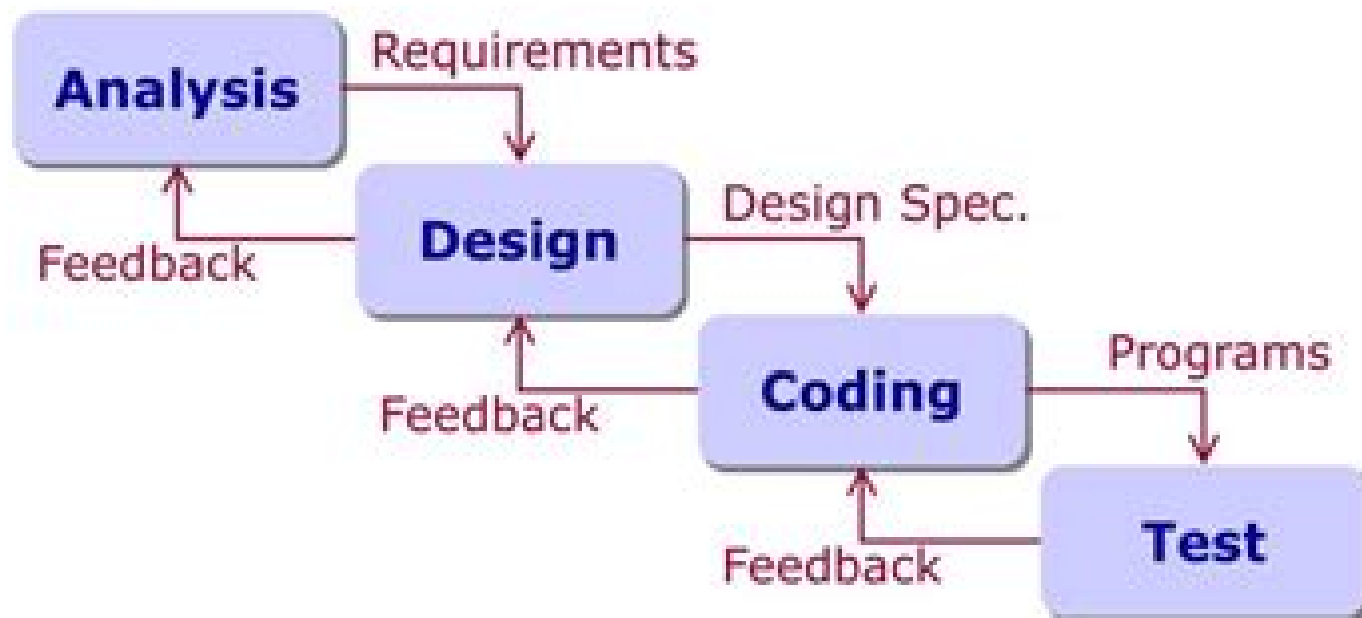 Analysis
Requirements
Feedback
Design
Design Spec.
Feedback
Coding
Programs
Feedback
Test